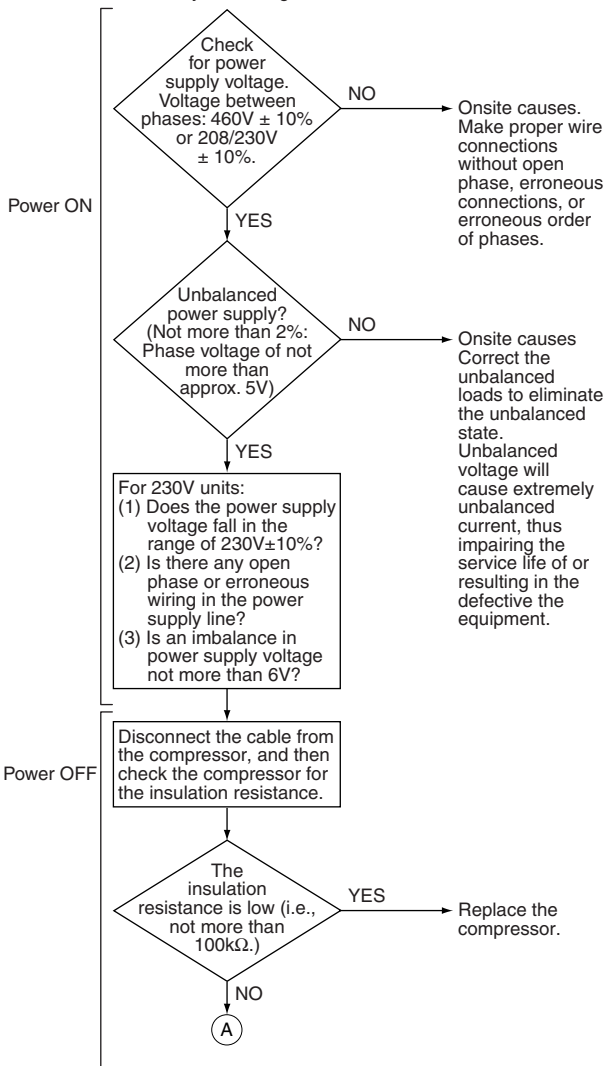 Power ON
Check
for power
supply voltage.
Voltage between
phases: 460V ± 10%
or 208/230V
± 10%.
NO
Onsite causes.
Make proper wire
connections
without open
phase, erroneous
connections, or
erroneous order
of phases.
YES
Unbalanced
power supply?
(Not more than 2%:
Phase voltage of not
more than
approx. 5V)
NO
Onsite causes
Correct the
unbalanced
loads to eliminate
the unbalanced
state.
Unbalanced
voltage will
cause extremely
unbalanced
current, thus
impairing the
service life of or
resulting in the
defective the
equipment.
YES
For 230V units:
(1) Does the power supply
voltage fall in the
range of 230V±10%?
(2) Is there any open
phase or erroneous
wiring in the power
supply line?
(3) Is an imbalance in
power supply voltage
not more than 6V?
Power OFF
Disconnect the cable from
the compressor, and then
check the compressor for
the insulation resistance.
The
insulation
resistance is low (i.e.,
not more than
100kΩ.)
YES
Replace the
compressor.
NO
A